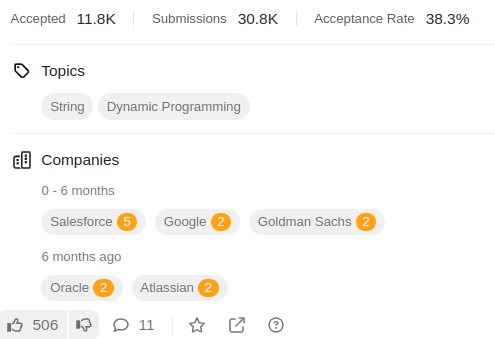 Accepted 11.8K Submissions 30.8K Acceptance Rate 38.3%
Topics
String Dynamic Programming
Companies
0 - 6 months
Salesforce 5 Google 2 Goldman Sachs 2
6 months ago
Oracle 2 Atlassian 2
506 11